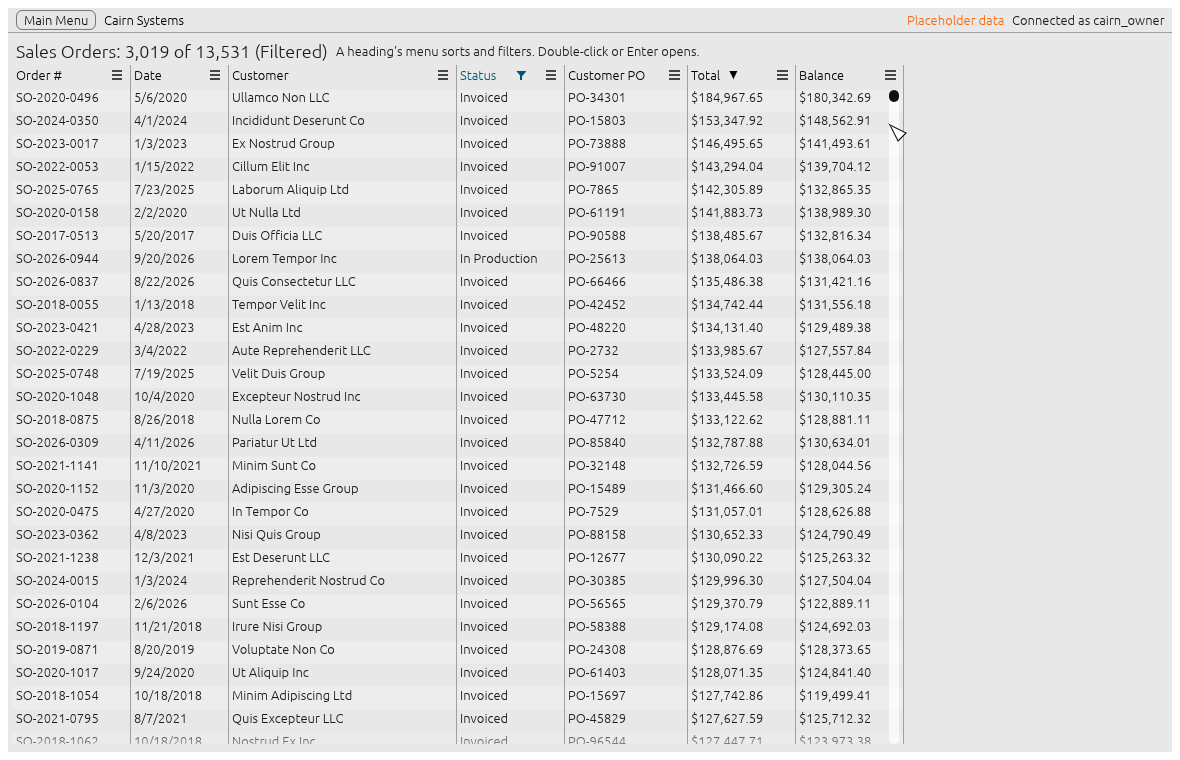 Main Menu Cairn Systems Placeholder data Connected as cairn_owner
Sales Orders: 3,019 of 13,531 (Filtered) A heading's menu sorts and filters. Double-click or Enter opens.
Order # Date Customer Status Customer PO Total ▼ Balance
SO-2020-0496 5/6/2020 Ullamco Non LLC Invoiced PO-34301 $184,967.65 $180,342.69
SO-2024-0350 4/1/2024 Incididunt Deserunt Co Invoiced PO-15803 $153,347.92 $148,562.91
SO-2023-0017 1/3/2023 Ex Nostrud Group Invoiced PO-73888 $146,495.65 $141,493.61
SO-2022-0053 1/15/2022 Cillum Elit Inc Invoiced PO-91007 $143,294.04 $139,704.12
SO-2025-0765 7/23/2025 Laborum Aliquip Ltd Invoiced PO-7865 $142,305.89 $132,865.35
SO-2020-0158 2/2/2020 Ut Nulla Ltd Invoiced PO-61191 $141,883.73 $138,989.30
SO-2017-0513 5/20/2017 Duis Officia LLC Invoiced PO-90588 $138,485.67 $132,816.34
SO-2026-0944 9/20/2026 Lorem Tempor Inc In Production PO-25613 $138,064.03 $138,064.03
SO-2026-0837 8/22/2026 Quis Consectetur LLC Invoiced PO-66466 $135,486.38 $131,421.16
SO-2018-0055 1/13/2018 Tempor Velit Inc Invoiced PO-42452 $134,742.44 $131,556.18
SO-2023-0421 4/28/2023 Est Anim Inc Invoiced PO-48220 $134,131.40 $129,489.38
SO-2022-0229 3/4/2022 Aute Reprehenderit LLC Invoiced PO-2732 $133,985.67 $127,557.84
SO-2025-0748 7/19/2025 Velit Duis Group Invoiced PO-5254 $133,524.09 $128,445.00
SO-2020-1048 10/4/2020 Excepteur Nostrud Inc Invoiced PO-63730 $133,445.58 $130,110.35
SO-2018-0875 8/26/2018 Nulla Lorem Co Invoiced PO-47712 $133,122.62 $128,881.11
SO-2026-0309 4/11/2026 Pariatur Ut Ltd Invoiced PO-85840 $132,787.88 $130,634.01
SO-2021-1141 11/10/2021 Minim Sunt Co Invoiced PO-32148 $132,726.59 $128,044.56
SO-2020-1152 11/3/2020 Adipiscing Esse Group Invoiced PO-15489 $131,466.60 $129,305.24
SO-2020-0475 4/27/2020 In Tempor Co Invoiced PO-7529 $131,057.01 $128,626.88
SO-2023-0362 4/8/2023 Nisi Quis Group Invoiced PO-88158 $130,652.33 $124,790.49
SO-2021-1238 12/3/2021 Est Deserunt LLC Invoiced PO-12677 $130,090.22 $125,263.32
SO-2024-0015 1/3/2024 Reprehenderit Nostrud Co Invoiced PO-30385 $129,996.30 $127,504.04
SO-2026-0104 2/6/2026 Sunt Esse Co Invoiced PO-56565 $129,370.79 $122,889.11
SO-2018-1197 11/21/2018 Irure Nisi Group Invoiced PO-58388 $129,174.08 $124,692.03
SO-2019-0871 8/20/2019 Voluptate Non Co Invoiced PO-24308 $128,876.69 $128,373.65
SO-2020-1017 9/24/2020 Ut Aliquip Inc Invoiced PO-61403 $128,071.35 $124,841.40
SO-2018-1054 10/18/2018 Minim Adipiscing Ltd Invoiced PO-15697 $127,742.86 $119,499.41
SO-2021-0795 8/7/2021 Quis Excepteur LLC Invoiced PO-45829 $127,627.59 $125,712.32
SO-2018-1062 10/18/2018 Nostrud Ex Inc Invoiced PO-96544 $127,447.71 $123,973.38